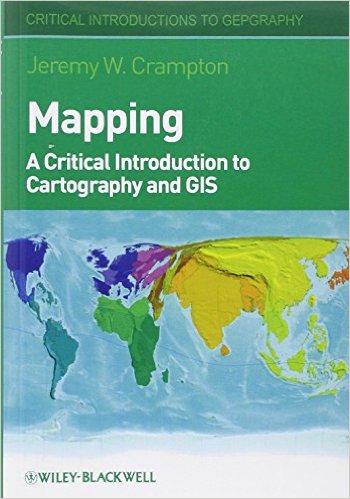 CRITICAL INTRODUCTIONS TO GEPGRAPHY
Jeremy W. Crampton
Mapping
A Critical Introduction to
Cartography and GIS
WILEY-BLACKWELL